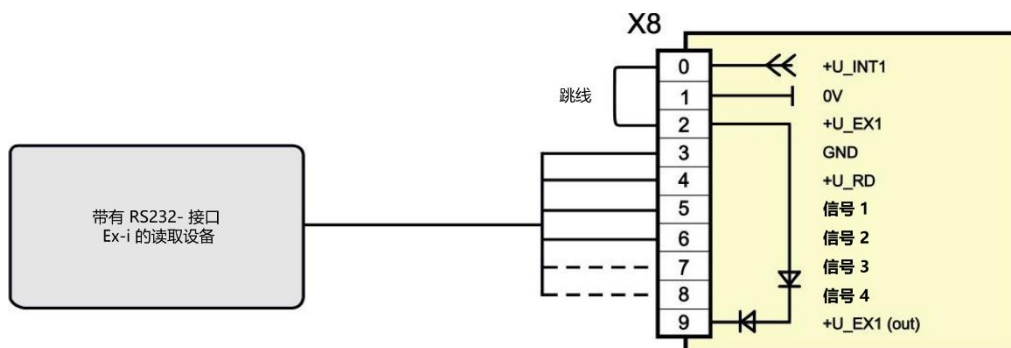 X8
跳线
0 +U_INT1
1 0V
2 +U_EX1
3 GND
4 +U_RD
5 信号 1
6 信号 2
7 信号 3
8 信号 4
9 +U_EX1 (out)
带有 RS232- 接口
Ex-i 的读取设备